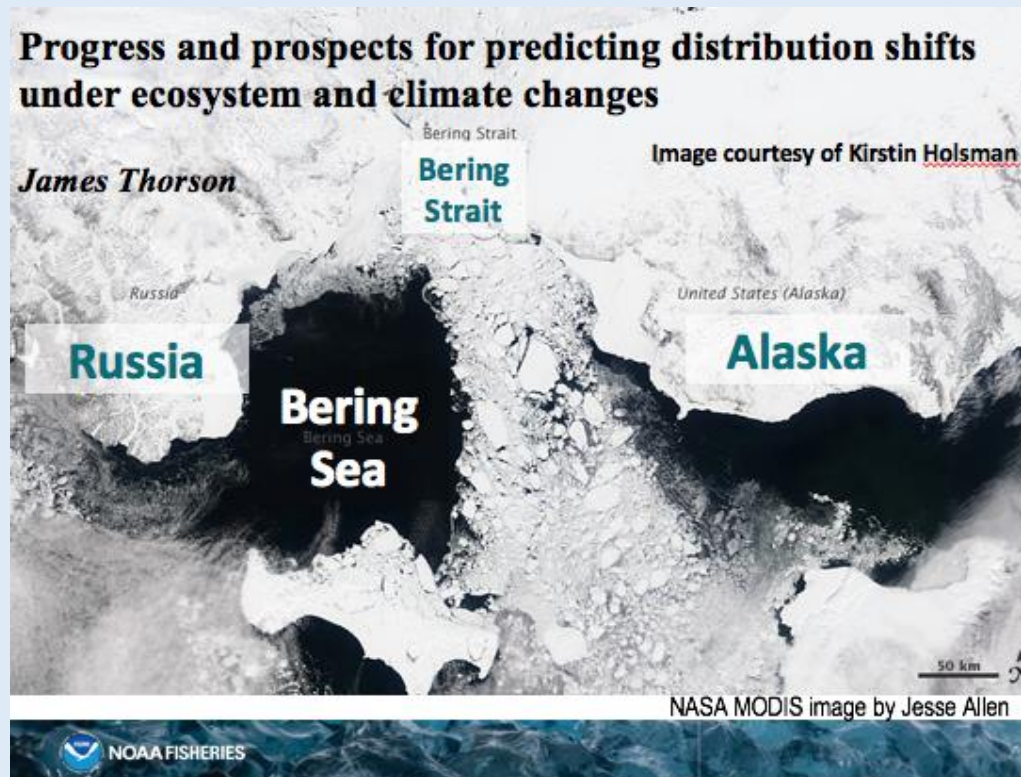 Progress and prospects for predicting distribution shifts
under ecosystem and climate changes
Bering Strait
Image courtesy of Kirstin Holsman
James Thorson
Bering
Strait
Russia
United States (Alaska)
Russia
Alaska
Bering
Bering Sea
Sea
50 km
NASA MODIS image by Jesse Allen
NOAA FISHERIES